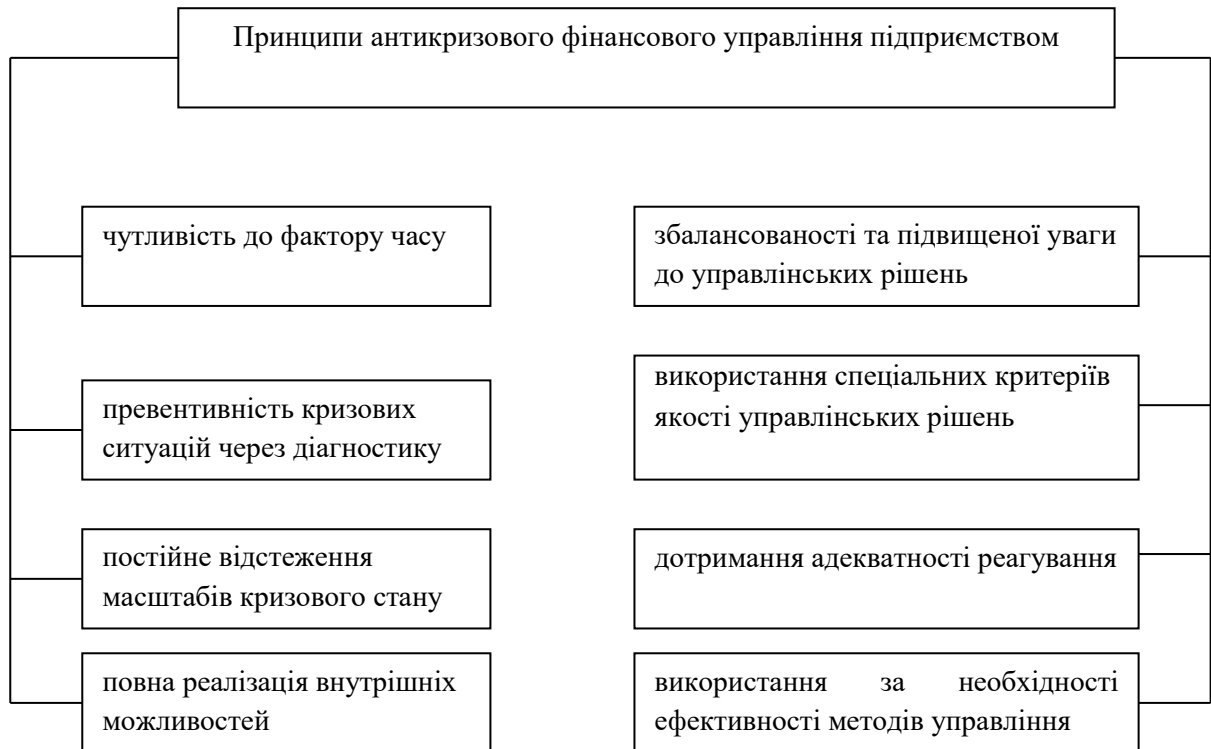 Принципи антикризового фінансового управління підприємством
чутливість до фактору часу
превентивність кризових
ситуацій через діагностику
постійне відстеження
масштабів кризового стану
повна реалізація внутрішніх
можливостей
збалансованості та підвищеної уваги
до управлінських рішень
використання спеціальних критеріїв
якості управлінських рішень
дотримання адекватності реагування
використання за необхідності
ефективності методів управління